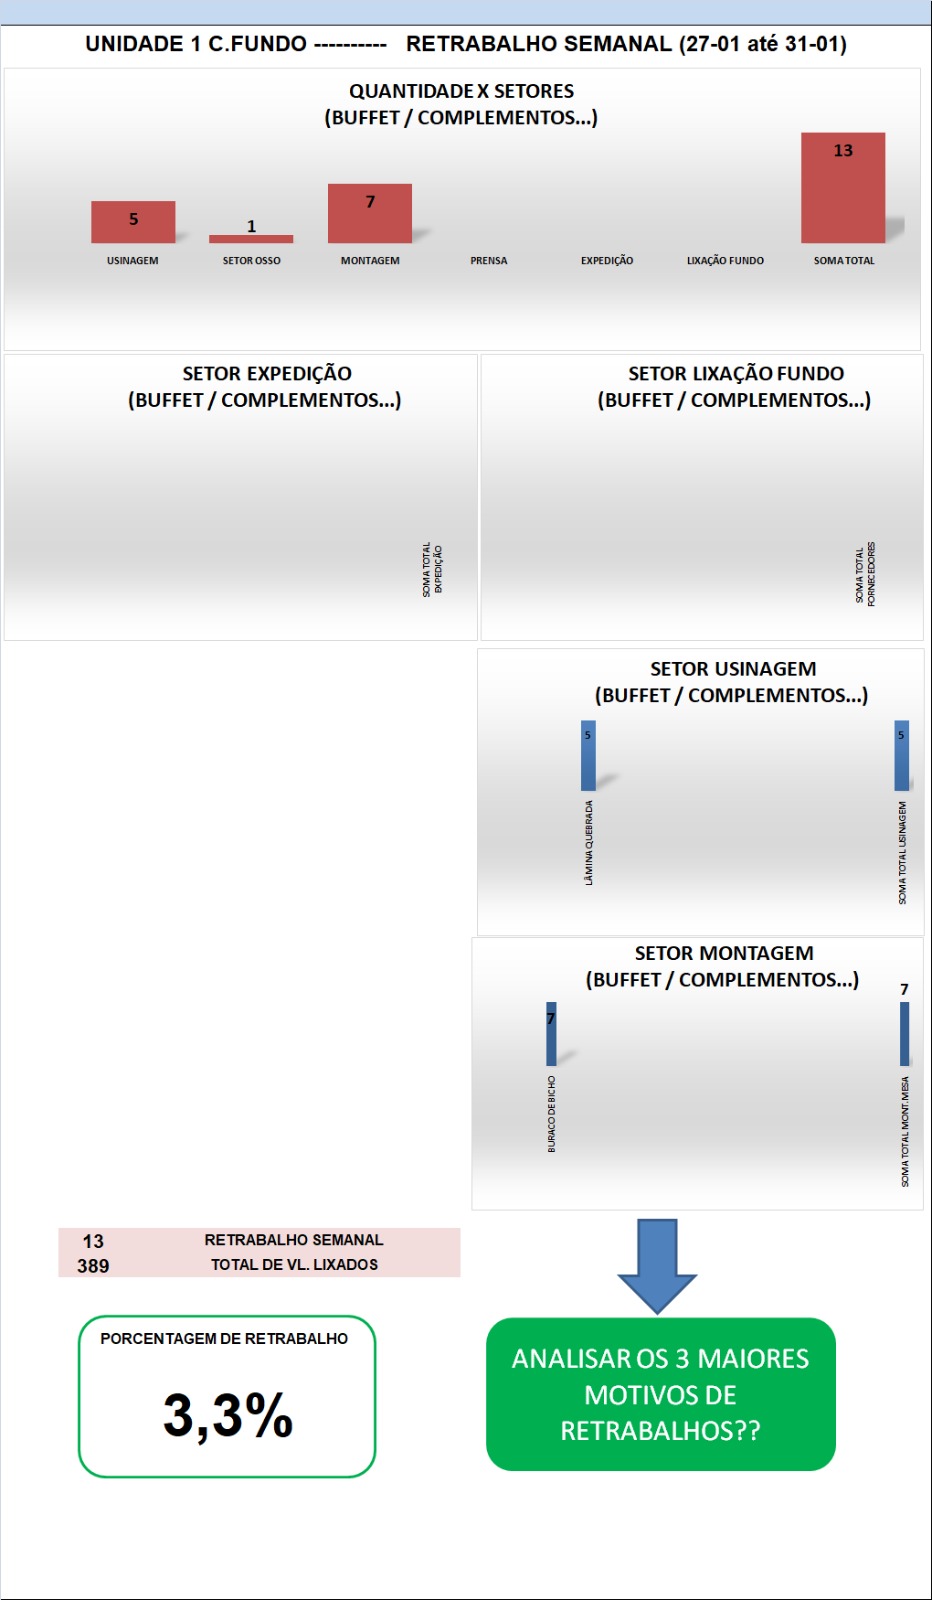 UNIDADE 1 C.FUNDO ---------- RETRABALHO SEMANAL (27-01 até 31-01)
QUANTIDADE X SETORES
(BUFFET / COMPLEMENTOS...)
5
1
7
13
USINAGEM
SETOR OSSO
MONTAGEM
PRENSA
EXPEDIÇÃO
LIXAÇÃO FUNDO
SOMA TOTAL
SETOR EXPEDIÇÃO
(BUFFET / COMPLEMENTOS...)
SOMA TOTAL
EXPEDIÇÃO
SETOR LIXAÇÃO FUNDO
(BUFFET / COMPLEMENTOS...)
SOMA TOTAL
FORNECEDORES
SETOR USINAGEM
(BUFFET / COMPLEMENTOS...)
5
5
LÂMINA QUEBRADA
SOMA TOTAL USINAGEM
SETOR MONTAGEM
(BUFFET / COMPLEMENTOS...)
7
7
BURACO DE BICHO
SOMA TOTAL MONT.MESA
13 RETRABALHO SEMANAL
389 TOTAL DE VL. LIXADOS
PORCENTAGEM DE RETRABALHO
3,3%
ANALISAR OS 3 MAIORES
MOTIVOS DE
RETRABALHOS??